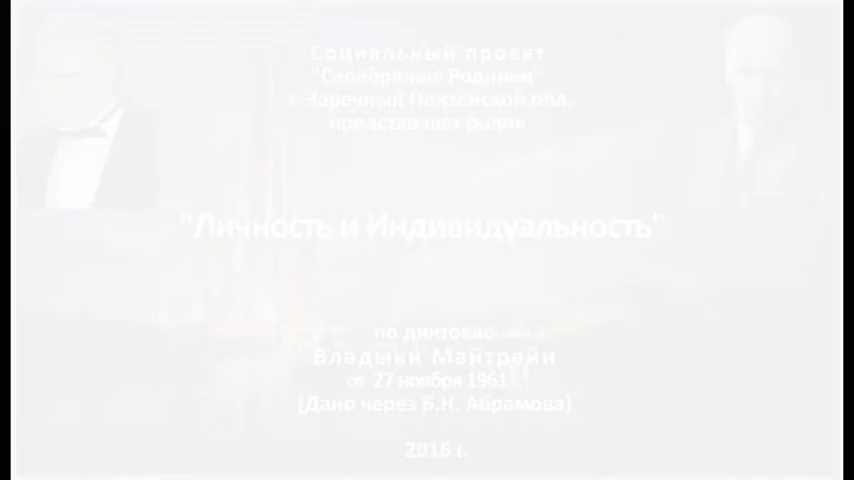 Социальный проект
"Серебряные Родники"
г. Заречный Пензенской обл.
представляет ролик
"Личность и Индивидуальность"
по диктовке
Владыки Майтрейи
от 27 ноября 1961
(Дано через Б.Н. Абрамова)
2016 г.